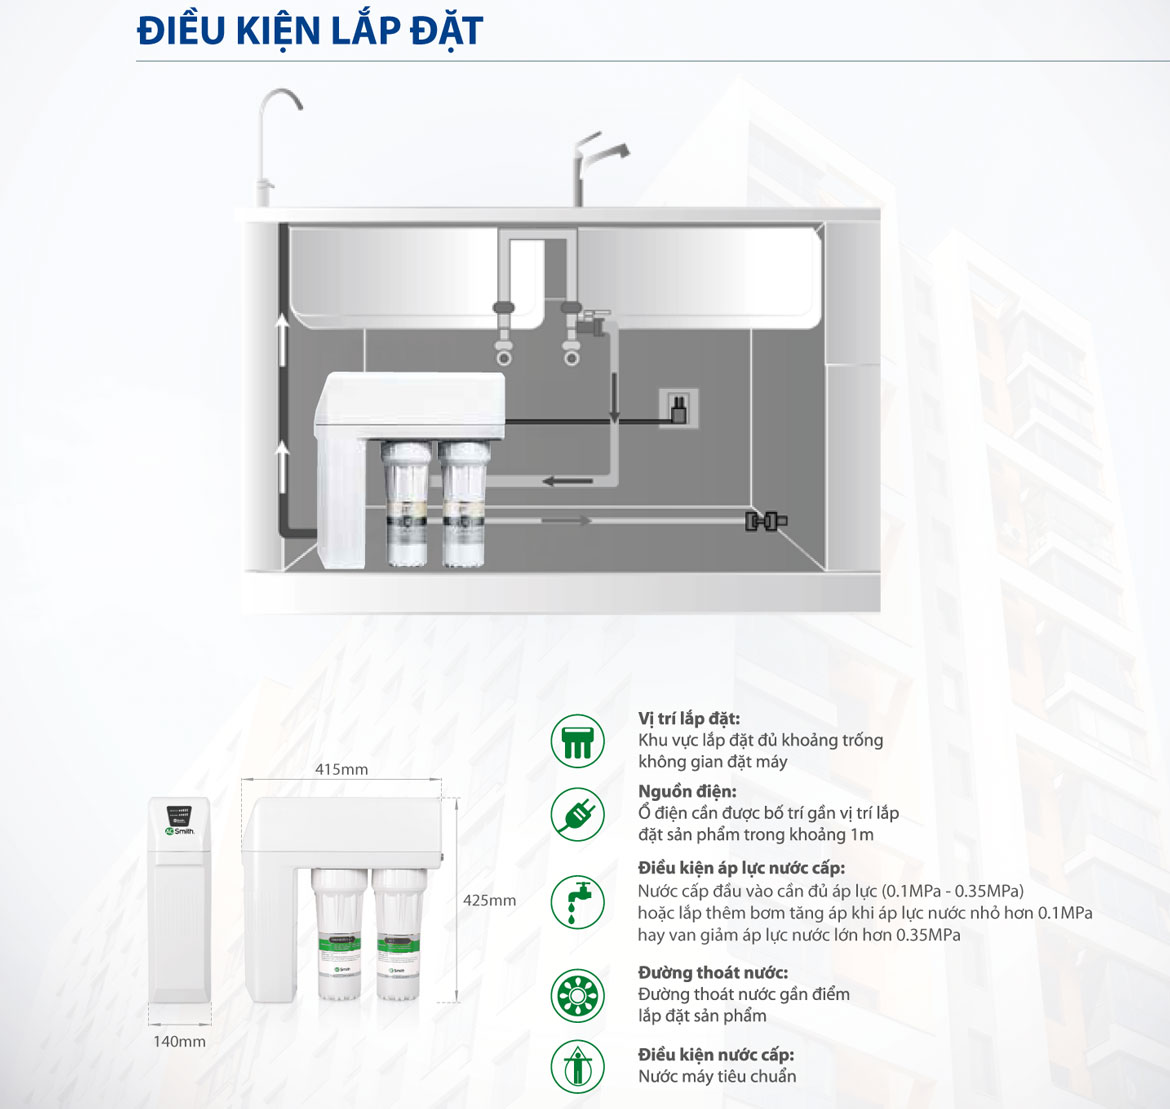 ĐIỀU KIỆN LẮP ĐẶT
Vị trí lắp đặt:
Khu vực lắp đặt đủ khoảng trống
không gian đặt máy
Nguồn điện:
Ổ điện cần được bố trí gần vị trí lắp
đặt sản phẩm trong khoảng 1m
Điều kiện áp lực nước cấp:
Nước cấp đầu vào cần đủ áp lực (0.1MPa - 0.35MPa)
hoặc lắp thêm bơm tăng áp khi áp lực nước nhỏ hơn 0.1MPa
hay van giảm áp lực nước lớn hơn 0.35MPa
Đường thoát nước:
Đường thoát nước gần điểm
lắp đặt sản phẩm
Điều kiện nước cấp:
Nước máy tiêu chuẩn
415mm
425mm
140mm
Smith
Smith
Smith